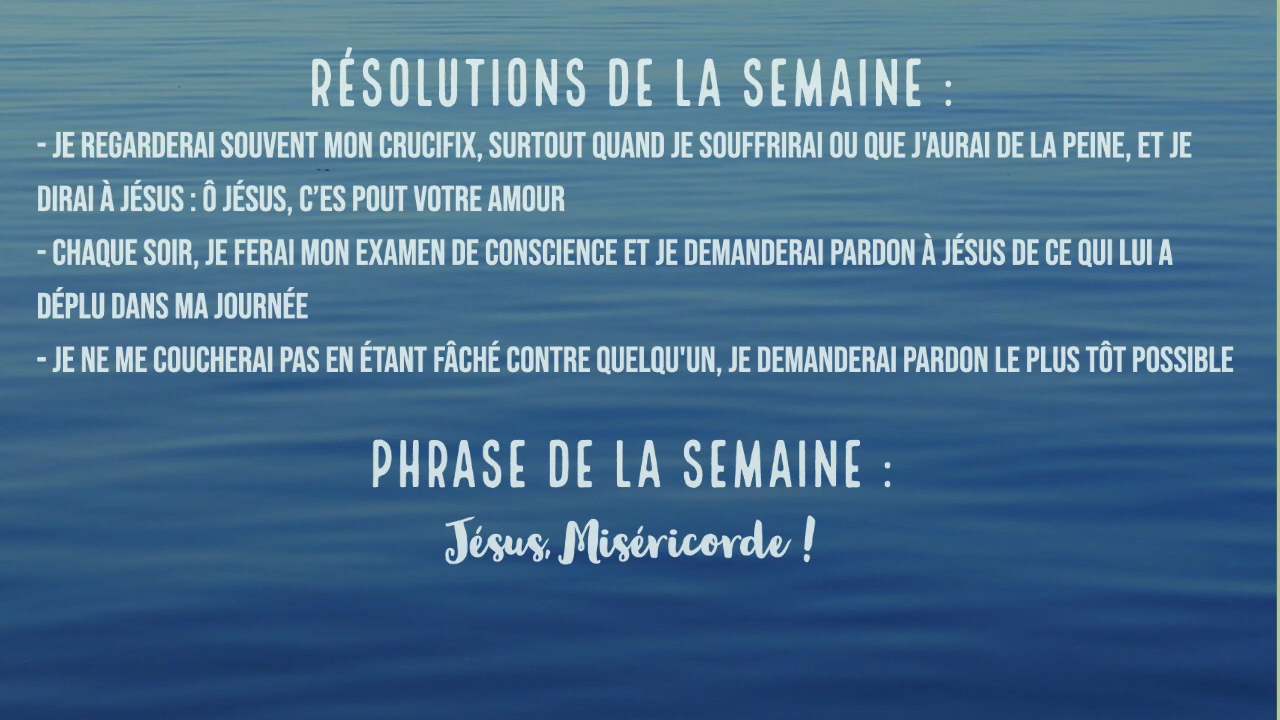 RÉSOLUTIONS DE LA SEMAINE :
- JE REGARDERAI SOUVENT MON CRUCIFIX, SURTOUT QUAND JE SOUFFRIRAI OU QUE J'AURAI DE LA PEINE, ET JE
DIRAI À JÉSUS : Ô JÉSUS, C’ES POUT VOTRE AMOUR
- CHAQUE SOIR, JE FERAI MON EXAMEN DE CONSCIENCE ET JE DEMANDERAI PARDON À JÉSUS DE CE QUI LUI A
DÉPLU DANS MA JOURNÉE
- JE NE ME COUCHERAI PAS EN ÉTANT FÂCHÉ CONTRE QUELQU'UN, JE DEMANDERAI PARDON LE PLUS TÔT POSSIBLE
PHRASE DE LA SEMAINE :
Jésus, Miséricorde !